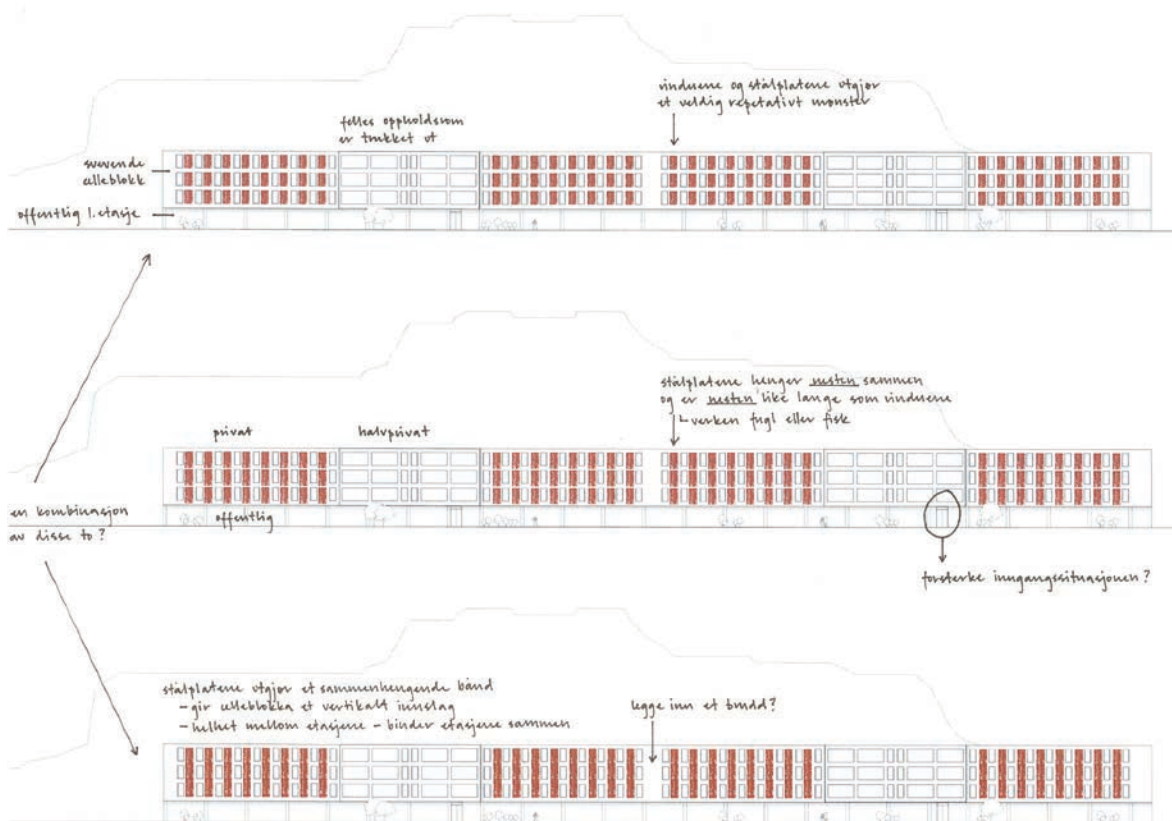 vinduene og stålplatene utgjør
et veldig repetativt mønster
felles oppholdsrom
er trukket ut
svevende
celleblokk
offentlig 1. etasje
stålplatene henger nesten sammen
og er nesten like lange som vinduene
verken fugl eller fisk
privat
halvprivat
offentlig
en kombinasjon
av disse to?
forsterke inngangssituasjonen?
stålplatene utgjør et sammenhengende bånd
- gir celleblokka et vertikalt innslag
- helhet mellom etasjene - binder etasjene sammen
legge inn et brudd?